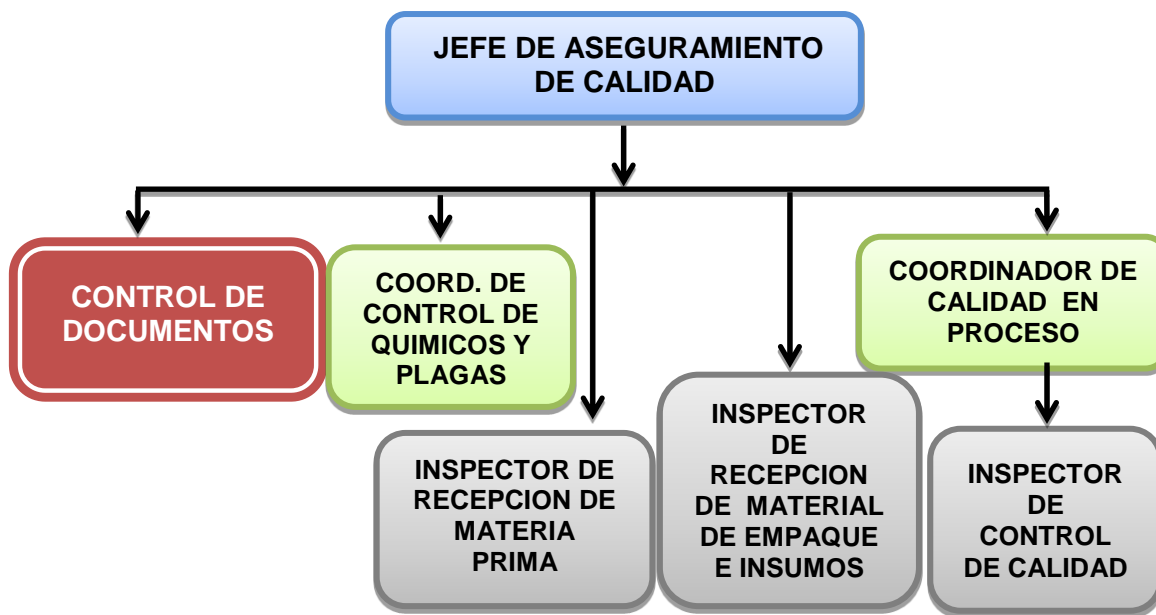 JEFE DE ASEGURAMIENTO
DE CALIDAD
CONTROL DE
DOCUMENTOS
COORD. DE
CONTROL DE
QUIMICOS Y
PLAGAS
COORDINADOR DE
CALIDAD EN
PROCESO
INSPECTOR DE
RECEPCION DE
MATERIA
PRIMA
INSPECTOR
DE
RECEPCION
DE MATERIAL
DE EMPAQUE
E INSUMOS
INSPECTOR
DE
CONTROL
DE CALIDAD